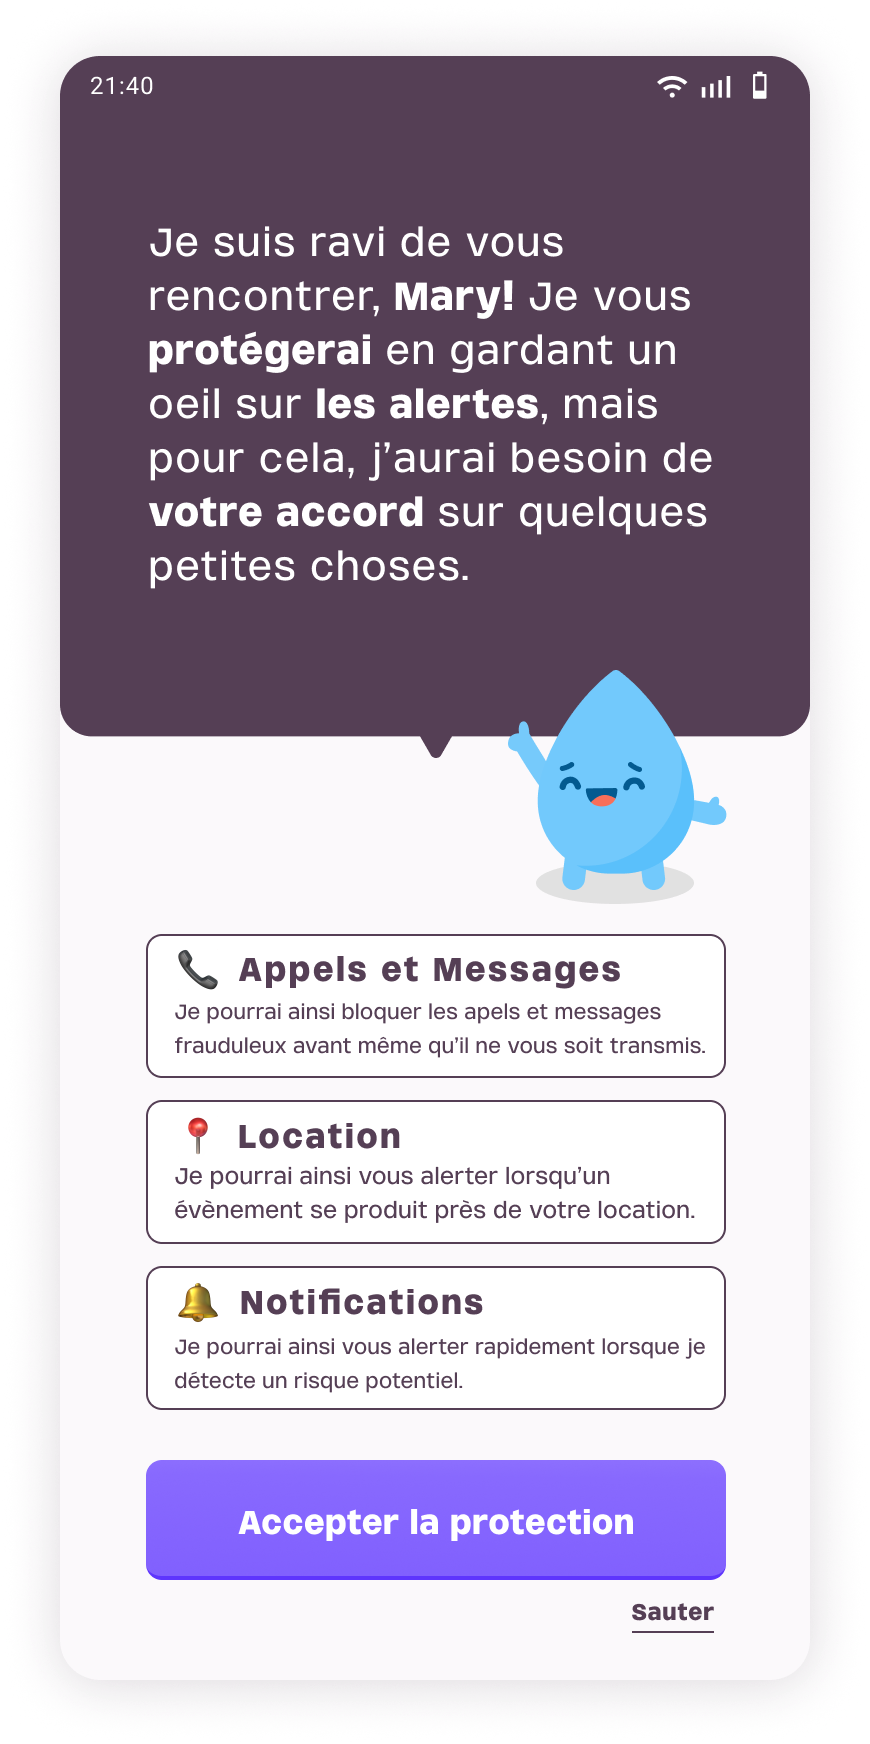 21:40
Je suis ravi de vous
rencontrer, Mary! Je vous
protégerai en gardant un
oeil sur les alertes, mais
pour cela, j’aurai besoin de
votre accord sur quelques
petites choses.
Appels et Messages
Je pourrai ainsi bloquer les apels et messages
frauduleux avant même qu’il ne vous soit transmis.
Location
Je pourrai ainsi vous alerter lorsqu’un
évènement se produit près de votre location.
Notifications
Je pourrai ainsi vous alerter rapidement lorsque je
détecte un risque potentiel.
Accepter la protection
Sauter